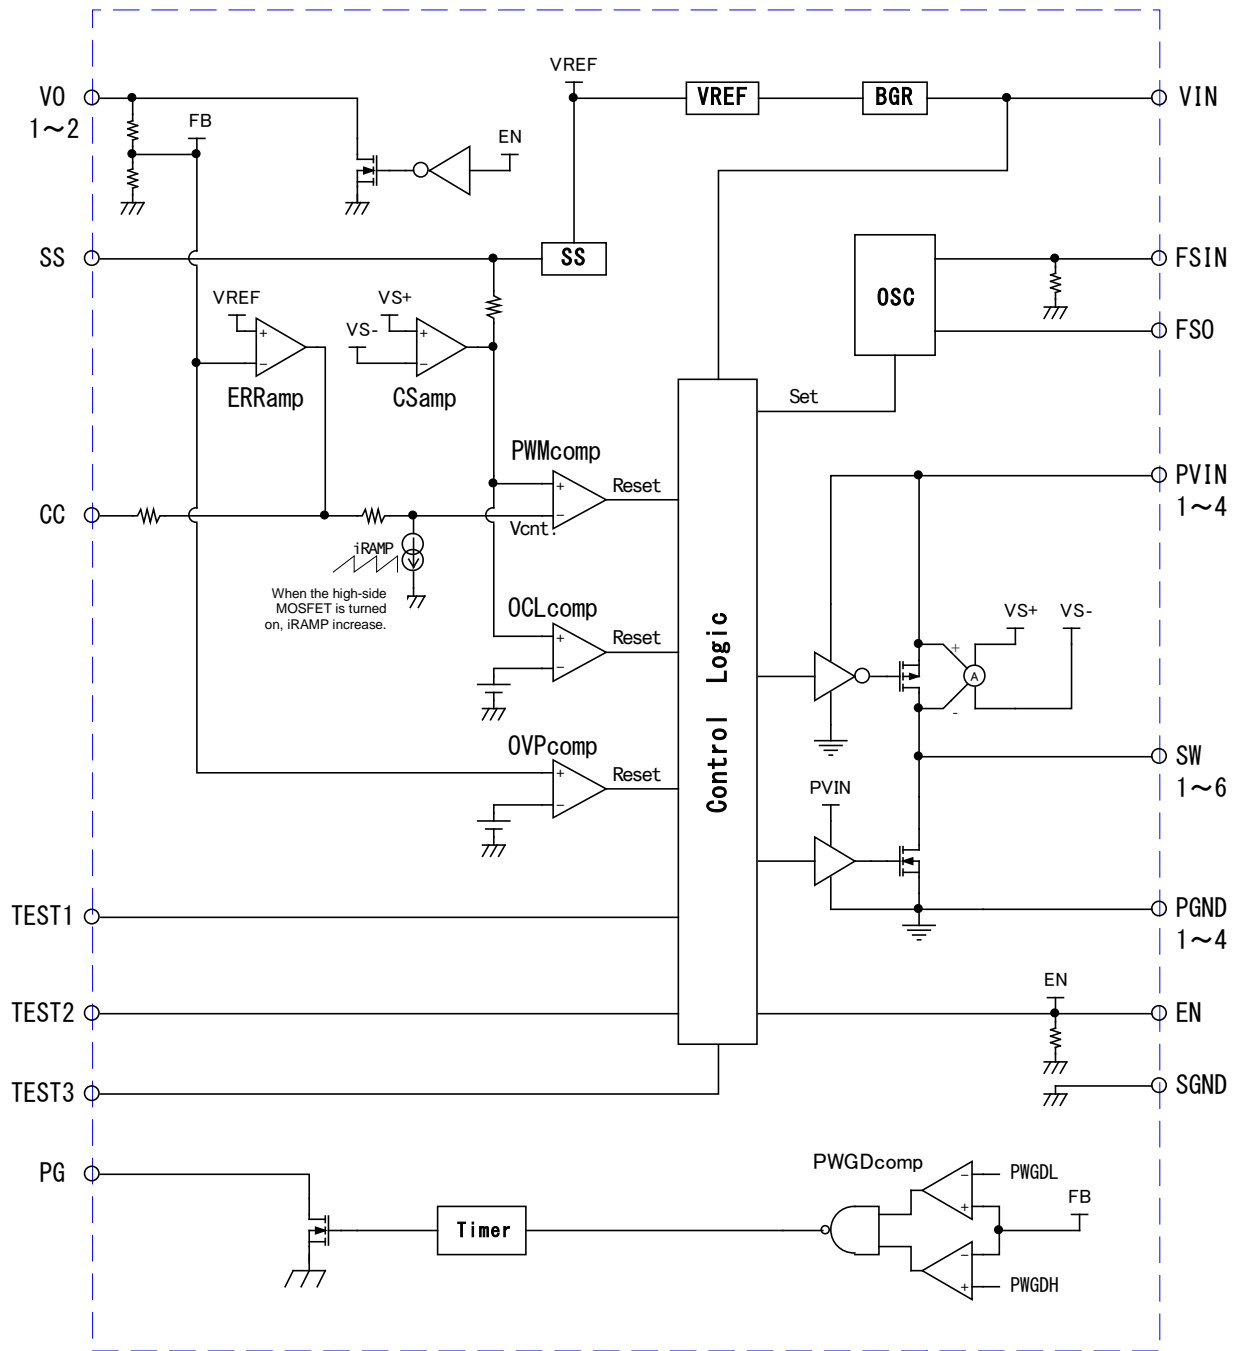 VREF
VO
1～2
FB
EN
VREF
BGR
VIN
SS
SS
OSC
FSIN
FSO
VREF
+
−
ERRamp
VS+
VS-
+
−
CSamp
Set
PWMcomp
+
−
Reset
Vcnt.
PVIN
1～4
CC
iRAMP
When the high-side
MOSFET is turned
on, iRAMP increase.
OCLcomp
+
−
Reset
Control Logic
VS+
VS-
+
A
-
OVPcomp
+
−
Reset
PVIN
SW
1～6
TEST1
PGND
1～4
TEST2
EN
EN
TEST3
SGND
PG
PWGDcomp
−
PWGDL
+
FB
Timer
−
+
PWGDH